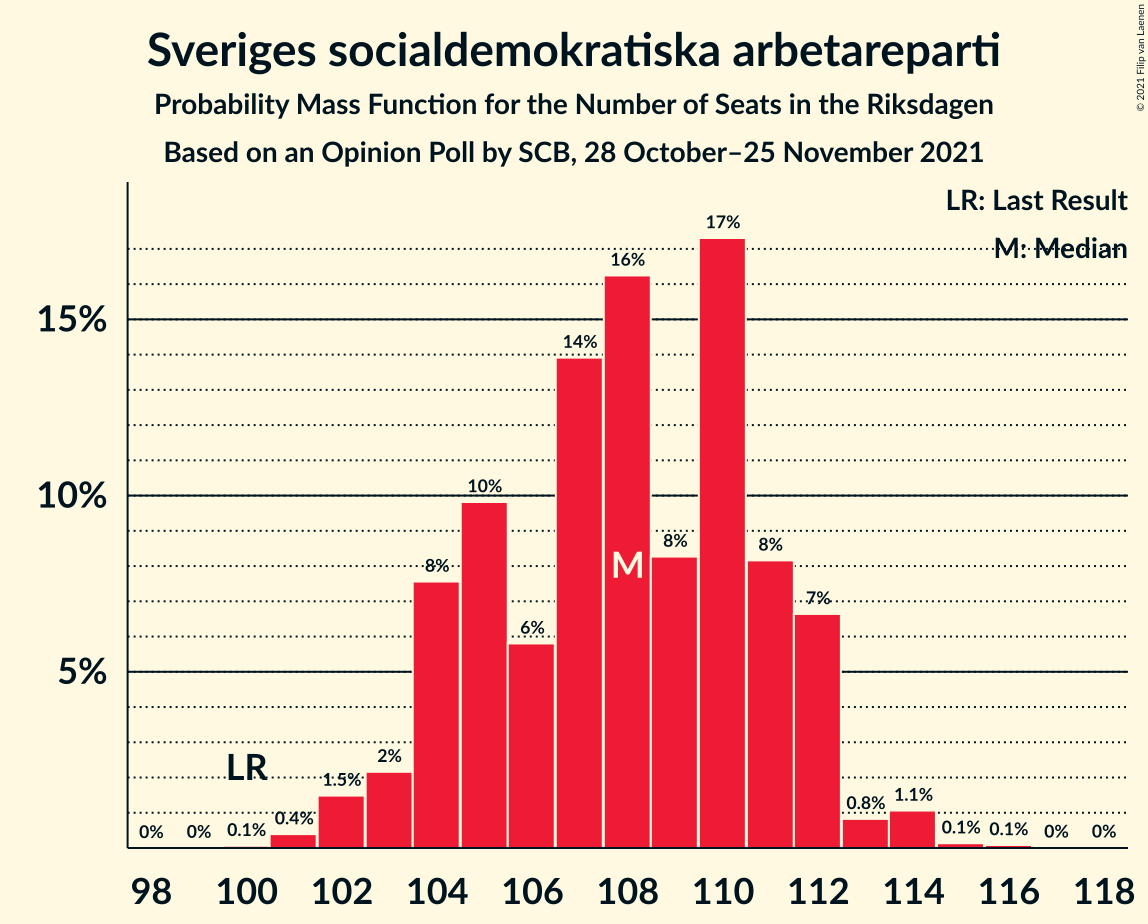 Sveriges socialdemokratiska arbetareparti
Probability Mass Function for the Number of Seats in the Riksdagen
Based on an Opinion Poll by SCB, 28 October–25 November 2021
© 2021 Filip van Laenen
LR: Last Result
M: Median
15%
10%
5%
0%
0%
0.1%
0.4%
1.5%
2%
8%
10%
6%
14%
16%
8%
17%
8%
7%
0.8%
1.1%
0.1%
0.1%
0%
0%
LR
M
98 100 102 104 106 108 110 112 114 116 118